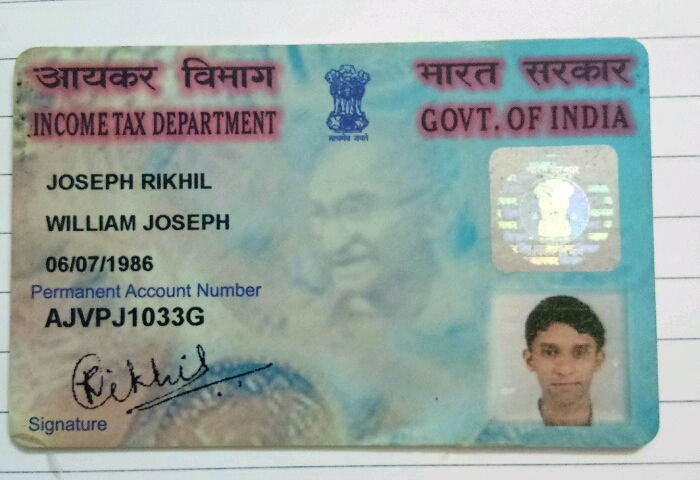 आयकर विभाग
INCOME TAX DEPARTMENT
सत्यमेव जयते
भारत सरकार
GOVT. OF INDIA
JOSEPH RIKHIL
WILLIAM JOSEPH
06/07/1986
Permanent Account Number
AJVPJ1033G
Rikhil
Signature